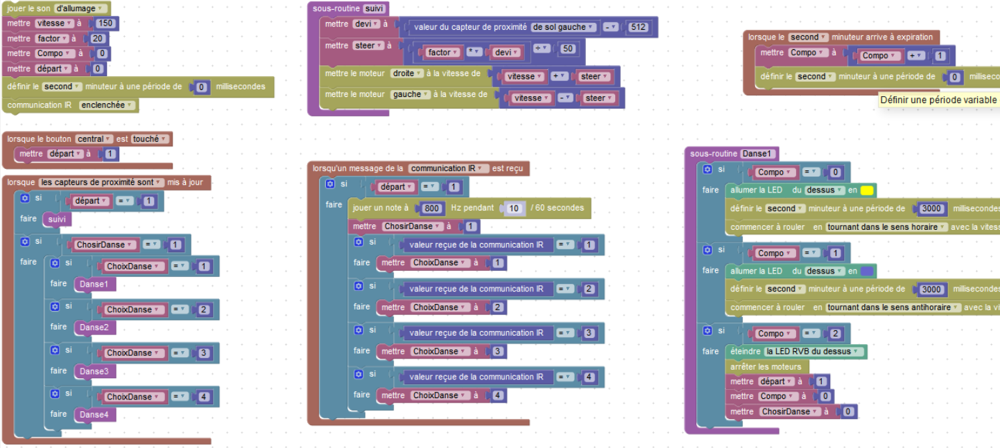 jouer le son d'allumage
mettre vitesse à 150
mettre factor à 20
mettre Compo à 0
mettre départ à 0
définir le second minuteur à une période de 0 millisecondes
communication IR enclenchée
lorsque le bouton central est touché
mettre départ à 1
lorsque les capteurs de proximité sont mis à jour
si départ = 1
faire suivi
si ChosirDanse = 1
faire si ChoixDanse = 1
faire Danse1
si ChoixDanse = 2
faire Danse2
si ChoixDanse = 3
faire Danse3
si ChoixDanse = 4
faire Danse4
sous-routine suivi
mettre devi à valeur du capteur de proximité de sol gauche - 512
mettre steer à factor * devi ÷ 50
mettre le moteur droite à la vitesse de vitesse + steer
mettre le moteur gauche à la vitesse de vitesse - steer
lorsqu'un message de la communication IR est reçu
si départ = 1
faire jouer un note à 800 Hz pendant 10 / 60 secondes
mettre ChosirDanse à 1
si valeur reçue de la communication IR = 1
faire mettre ChoixDanse à 1
si valeur reçue de la communication IR = 2
faire mettre ChoixDanse à 2
si valeur reçue de la communication IR = 3
faire mettre ChoixDanse à 3
si valeur reçue de la communication IR = 4
faire mettre ChoixDanse à 4
lorsque le second minuteur arrive à expiration
mettre Compo à Compo + 1
définir le second minuteur à une période de 0 milliseco
Définir une période variable
sous-routine Danse1
si Compo = 0
faire allumer la LED du dessus en
définir le second minuteur à une période de 3000 millisecondes
commencer à rouler en tournant dans le sens horaire avec la vitess
si Compo = 1
faire allumer la LED du dessus en
définir le second minuteur à une période de 3000 millisecondes
commencer à rouler en tournant dans le sens antihoraire avec la vi
si Compo = 2
faire éteindre la LED RVB du dessus
arrêter les moteurs
mettre départ à 1
mettre Compo à 0
mettre ChosirDanse à 0